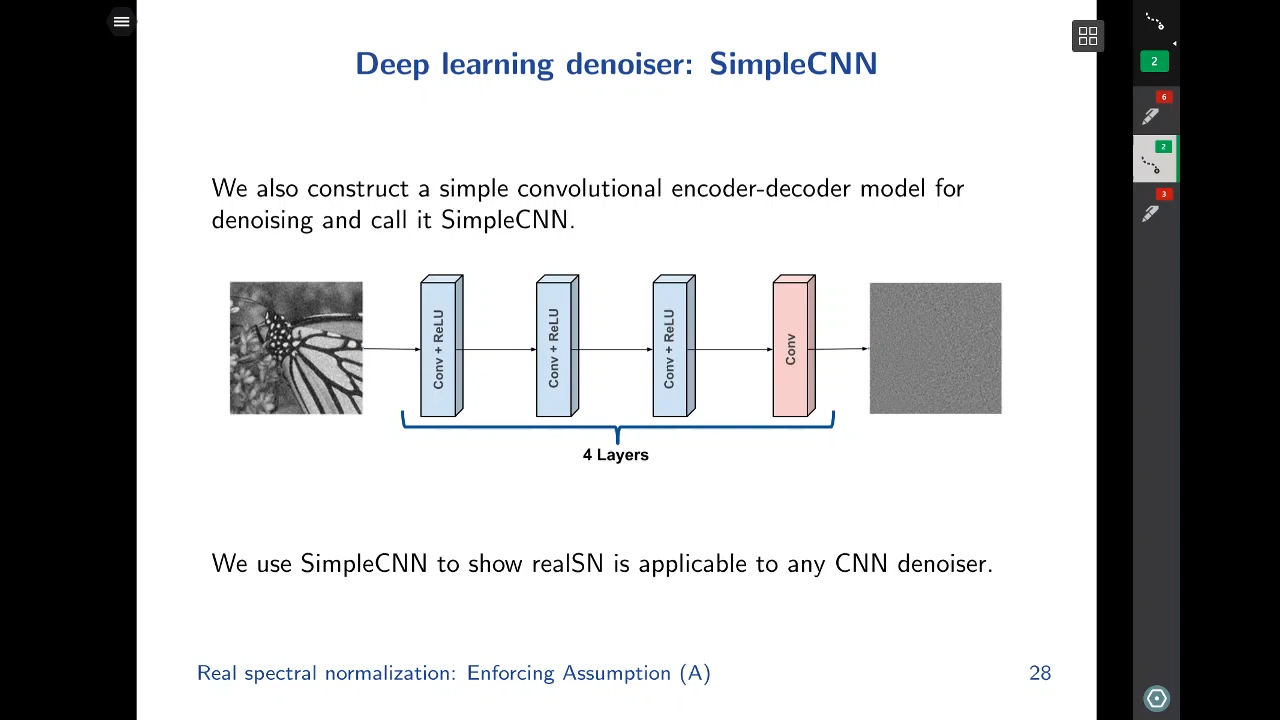 Deep learning denoiser: SimpleCNN
2
6
2
3
We also construct a simple convolutional encoder-decoder model for
denoising and call it SimpleCNN.
Conv + ReLU
Conv + ReLU
Conv + ReLU
Conv
4 Layers
We use SimpleCNN to show realSN is applicable to any CNN denoiser.
Real spectral normalization: Enforcing Assumption (A)
28